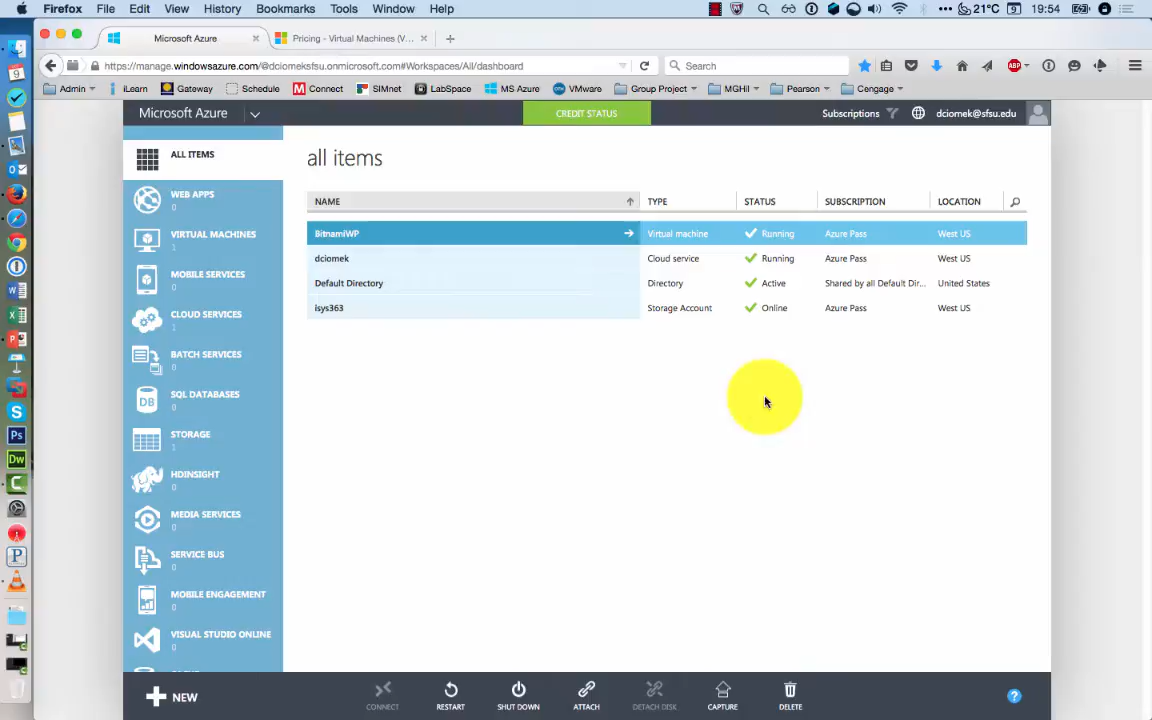 Firefox File Edit View History Bookmarks Tools Window Help 21°C 9 19:54
Microsoft Azure × Pricing - Virtual Machines (V... × +
https://manage.windowsazure.com/@dciomeksfsu.onmicrosoft.com#Workspaces/All/dashboard Search ABP
Admin iLearn Gateway Schedule Connect SIMnet LabSpace MS Azure VMware Group Project MGHII Pearson Cengage
Microsoft Azure CREDIT STATUS Subscriptions dciomek@sfsu.edu
ALL ITEMS
WEB APPS
0
VIRTUAL MACHINES
1
MOBILE SERVICES
0
CLOUD SERVICES
1
BATCH SERVICES
0
SQL DATABASES
0
DB
STORAGE
1
HDINSIGHT
0
MEDIA SERVICES
0
SERVICE BUS
0
MOBILE ENGAGEMENT
0
VISUAL STUDIO ONLINE
0
all items
NAME TYPE STATUS SUBSCRIPTION LOCATION
BitnamiWP Virtual machine Running Azure Pass West US
dciomek Cloud service Running Azure Pass West US
Default Directory Directory Active Shared by all Default Dir... United States
isys363 Storage Account Online Azure Pass West US
NEW
CONNECT RESTART SHUT DOWN ATTACH DETACH DISK CAPTURE DELETE ?